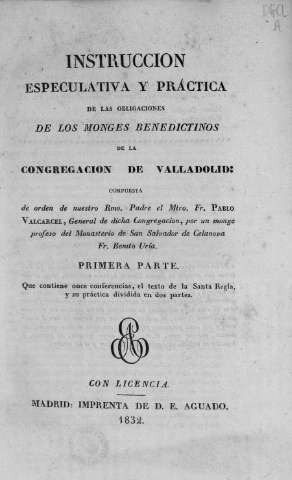 DGCL
A
INSTRUCCION
ESPECULATIVA Y PRÁCTICA
DE LAS OBLIGACIONES
DE LOS MONGES BENEDICTINOS
DE LA
CONGREGACION DE VALLADOLID:
COMPUESTA
de orden de nuestro Rmo. Padre el Mtro. Fr. PABLO
VALCARCEL, General de dicha Congregacion, por un monge
profeso del Monasterio de San Salvador de Celanova
Fr. Benito Uría.
PRIMERA PARTE.
Que contiene once conferencias, el texto de la Santa Regla,
y su práctica dividida en dos partes.
CON LICENCIA.
MADRID: IMPRENTA DE D. E. AGUADO.
1832.